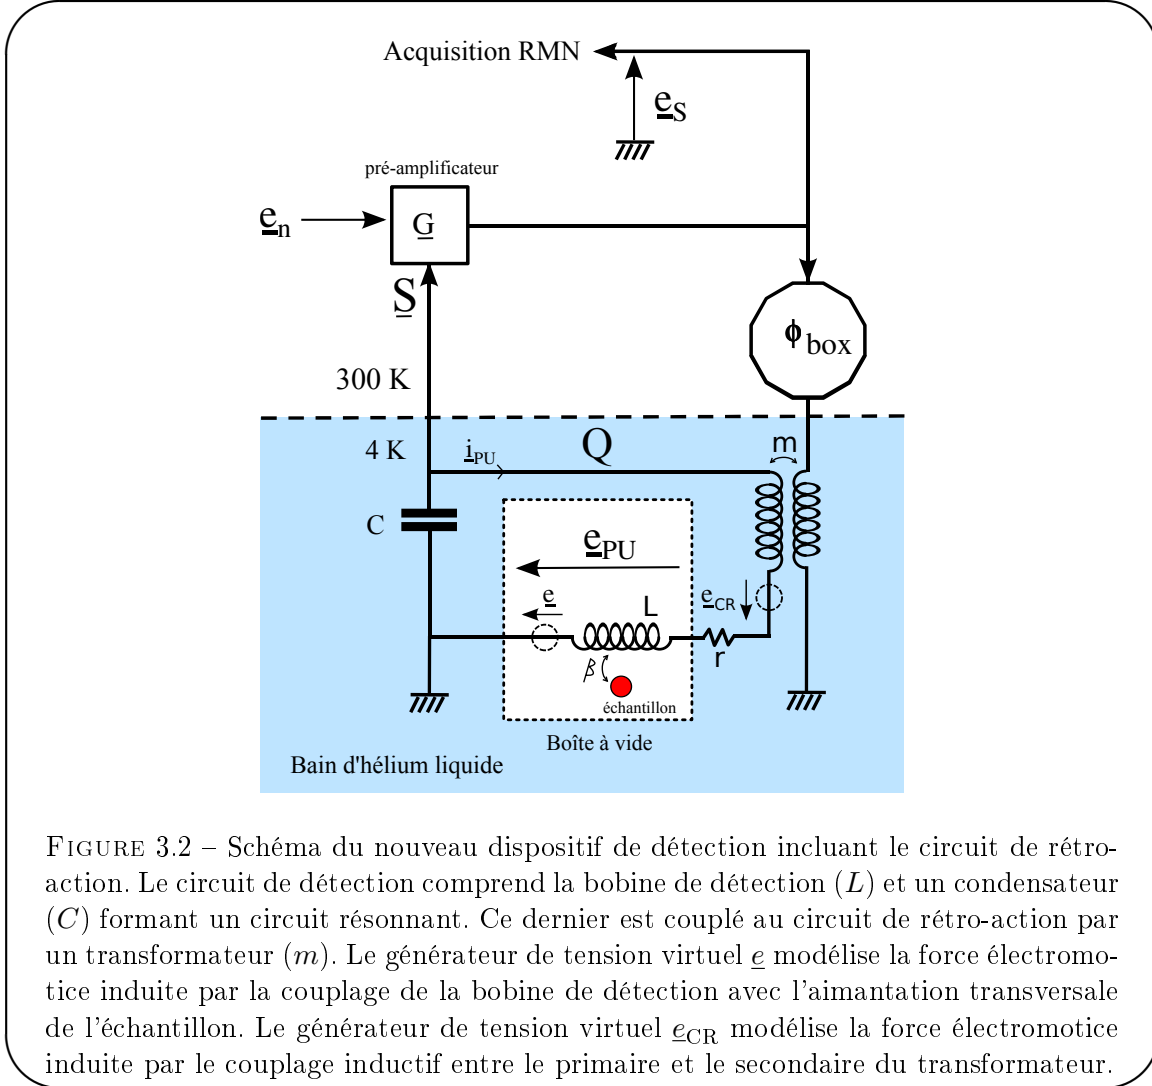 Acquisition RMN
e_S
pré-amplificateur
e_n
G
S
ϕ box
300 K
4 K
i_PU
Q
m
C
e_PU
e
L
e_CR
r
β
échantillon
Boîte à vide
Bain d'hélium liquide
FIGURE 3.2 – Schéma du nouveau dispositif de détection incluant le circuit de rétro-
action. Le circuit de détection comprend la bobine de détection (L) et un condensateur
(C) formant un circuit résonnant. Ce dernier est couplé au circuit de rétro-action par
un transformateur (m). Le générateur de tension virtuel e modélise la force électromo-
tice induite par la couplage de la bobine de détection avec l'aimantation transversale
de l'échantillon. Le générateur de tension virtuel e_CR modélise la force électromotice
induite par le couplage inductif entre le primaire et le secondaire du transformateur.